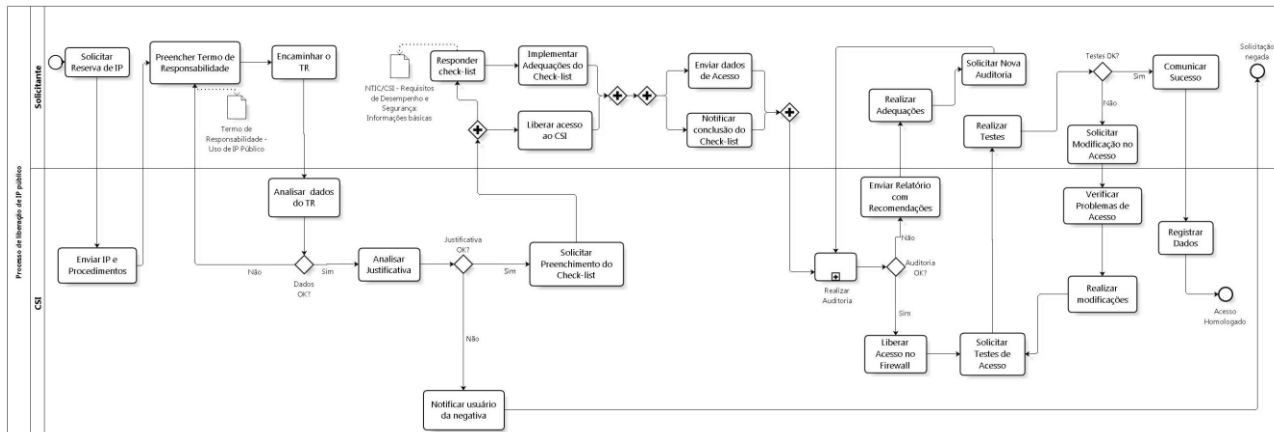 Processo de liberação de IP público
Solicitante
Solicitar
Reserva de IP
Preencher Termo de
Responsabilidade
Encaminhar o
TR
Termo de
Responsabilidade -
Uso de IP Público
NTIC/CSI - Requisitos
de Desempenho e
Segurança:
Informações básicas
Responder
check-list
Implementar
Adequações do
Check-list
Liberar acesso
ao CSI
Enviar dados
de Acesso
Notificar
conclusão do
Check-list
Solicitar Nova
Auditoria
Realizar
Adequações
Realizar
Testes
Testes OK?
Sim
Não
Comunicar
Sucesso
Solicitação
negada
Solicitar
Modificação no
Acesso
CSI
Enviar IP e
Procedimentos
Analisar dados
do TR
Não
Sim
Dados
OK?
Analisar
Justificativa
Justificativa
OK?
Sim
Não
Solicitar
Preenchimento do
Check-list
Notificar usuário
da negativa
Realizar
Auditoria
Enviar Relatório
com
Recomendações
Não
Auditoria
OK?
Sim
Liberar
Acesso no
Firewall
Solicitar
Testes de
Acesso
Verificar
Problemas de
Acesso
Realizar
modificações
Registrar
Dados
Acesso
Homologado